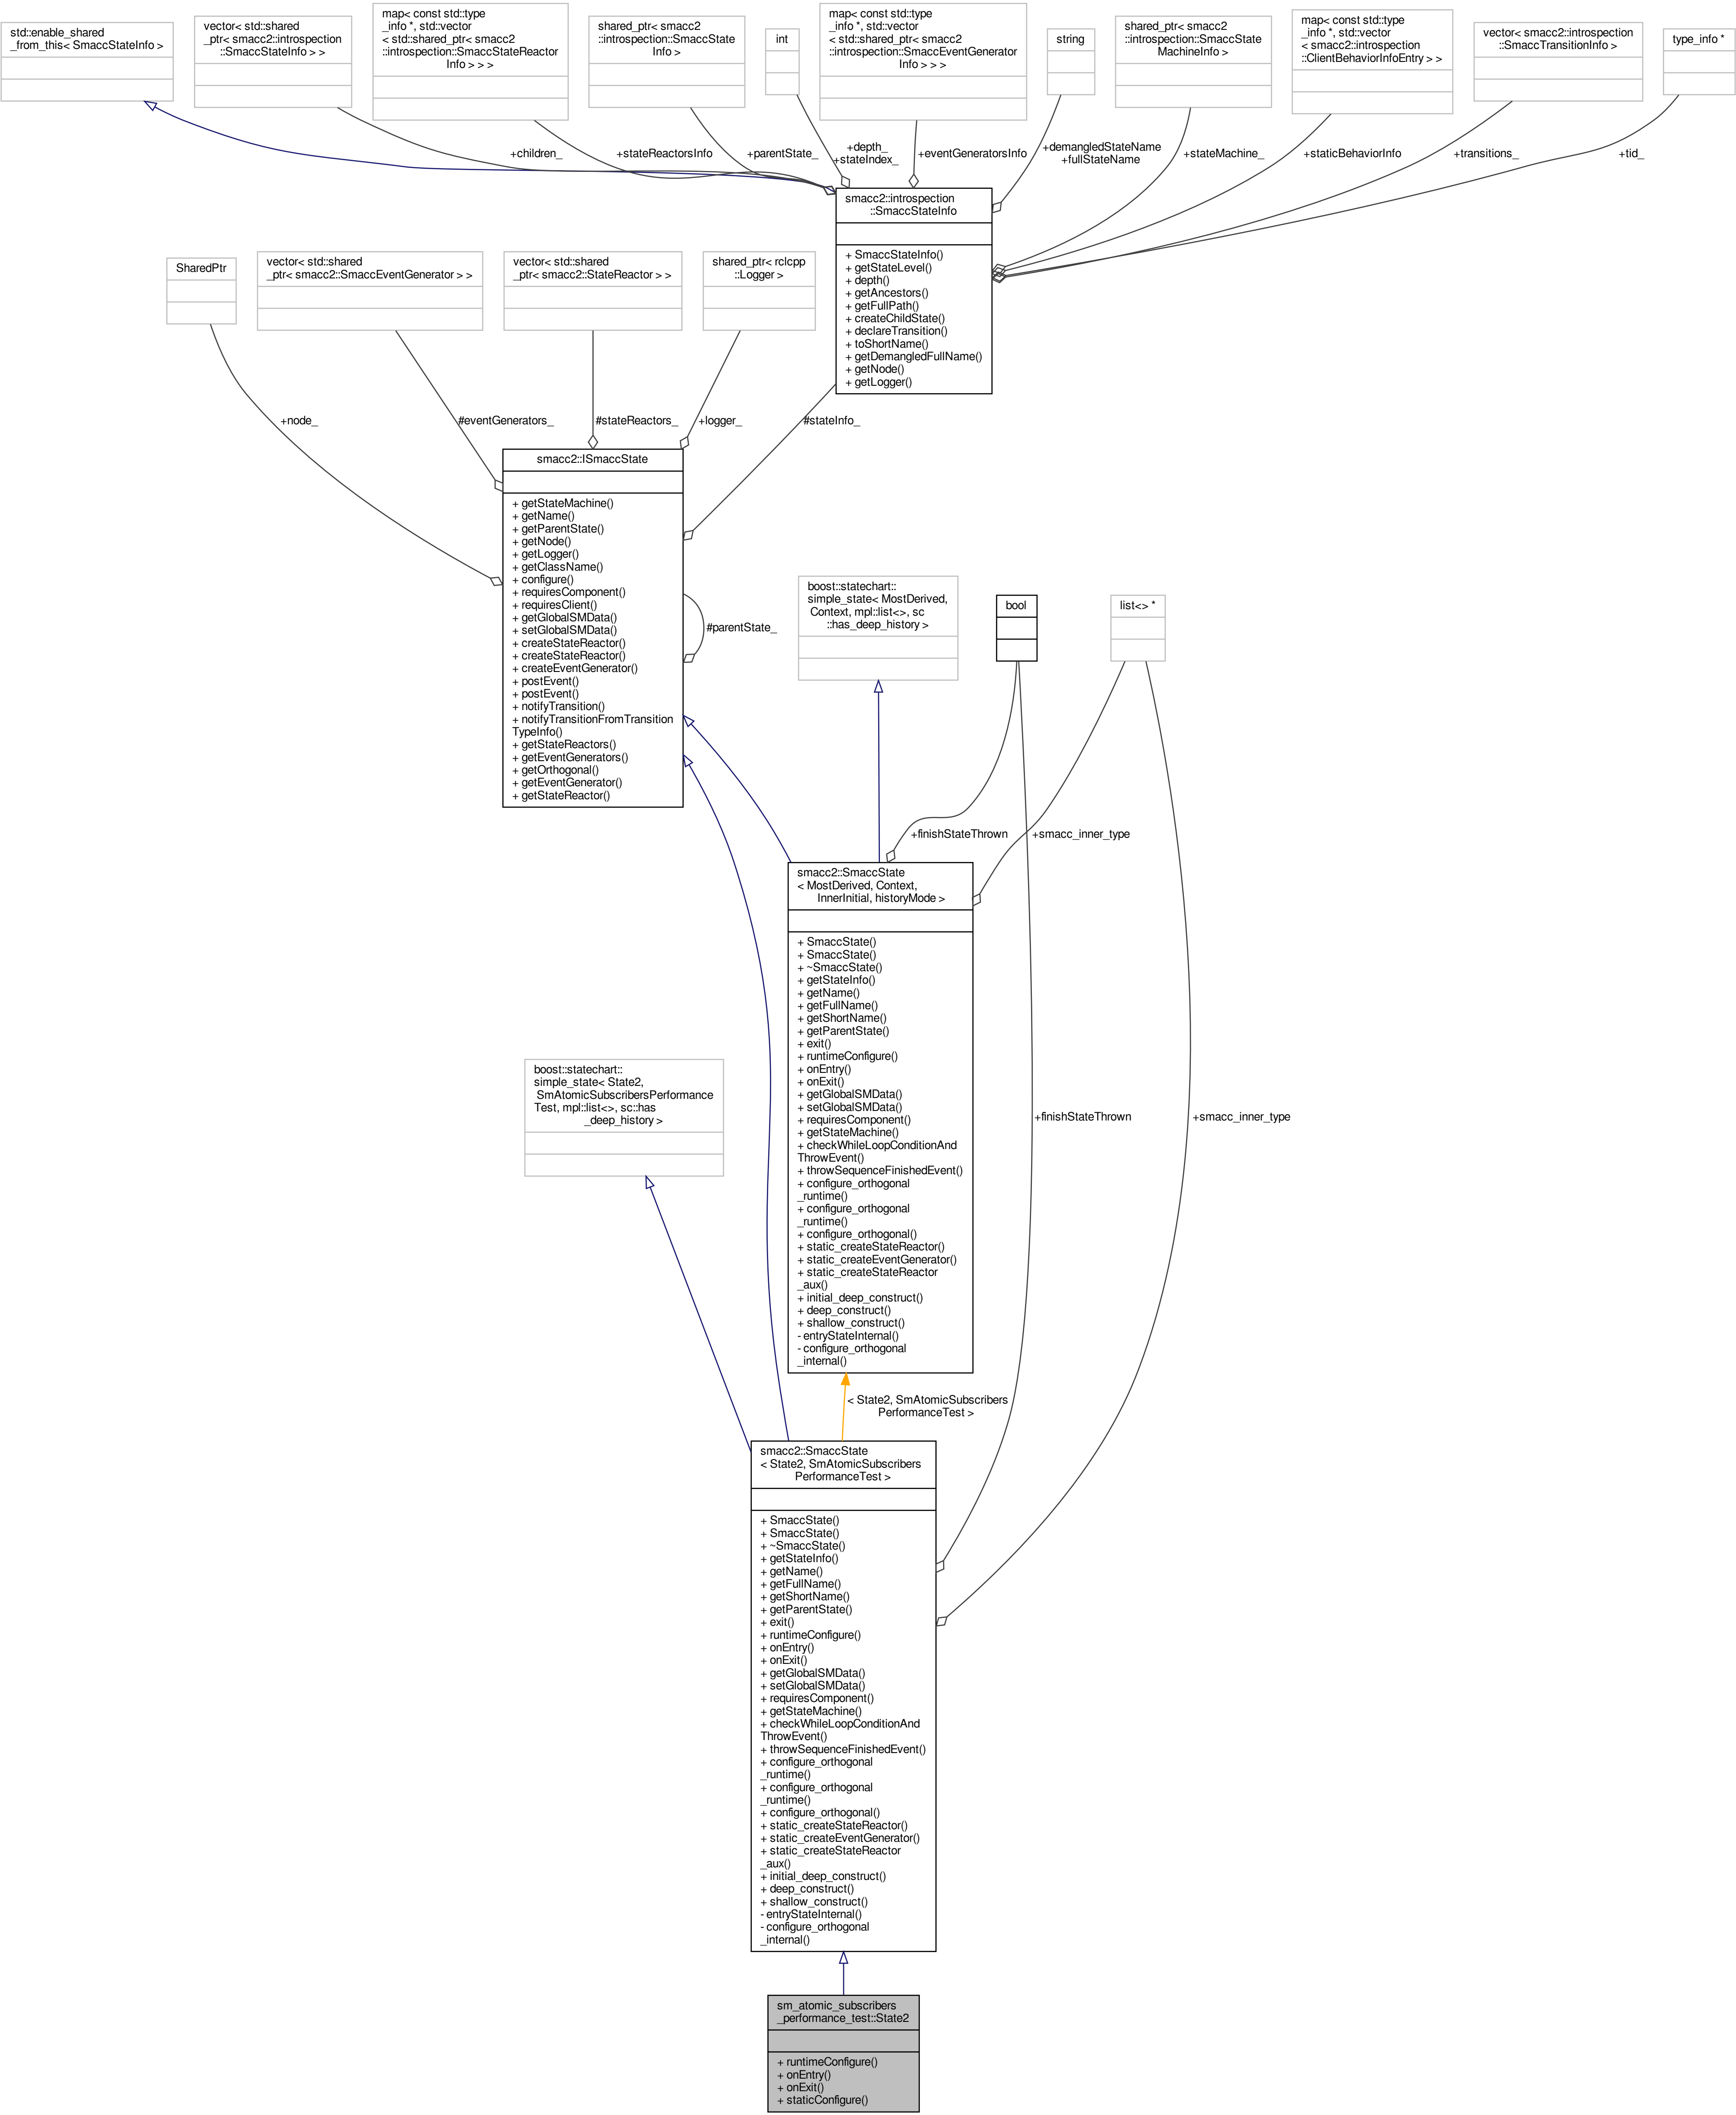 std::enable_shared
_from_this< SmaccStateInfo >
vector< std::shared
_ptr< smacc2::introspection
::SmaccStateInfo > >
map< const std::type
_info *, std::vector
< std::shared_ptr< smacc2
::introspection::SmaccStateReactor
Info > > >
shared_ptr< smacc2
::introspection::SmaccState
Info >
int
map< const std::type
_info *, std::vector
< std::shared_ptr< smacc2
::introspection::SmaccEventGenerator
Info > > >
string
shared_ptr< smacc2
::introspection::SmaccState
MachineInfo >
map< const std::type
_info *, std::vector
< smacc2::introspection
::ClientBehaviorInfoEntry > >
vector< smacc2::introspection
::SmaccTransitionInfo >
type_info *
+children_
+stateReactorsInfo
+parentState_
+depth_
+stateIndex_
+eventGeneratorsInfo
+demangledStateName
+fullStateName
+stateMachine_
+staticBehaviorInfo
+transitions_
+tid_
smacc2::introspection
::SmaccStateInfo
+ SmaccStateInfo()
+ getStateLevel()
+ depth()
+ getAncestors()
+ getFullPath()
+ createChildState()
+ declareTransition()
+ toShortName()
+ getDemangledFullName()
+ getNode()
+ getLogger()
SharedPtr
vector< std::shared
_ptr< smacc2::SmaccEventGenerator > >
vector< std::shared
_ptr< smacc2::StateReactor > >
shared_ptr< rclcpp
::Logger >
+node_
#eventGenerators_
#stateReactors_
+logger_
#stateInfo_
smacc2::ISmaccState
+ getStateMachine()
+ getName()
+ getParentState()
+ getNode()
+ getLogger()
+ getClassName()
+ configure()
+ requiresComponent()
+ requiresClient()
+ getGlobalSMData()
+ setGlobalSMData()
+ createStateReactor()
+ createStateReactor()
+ createEventGenerator()
+ postEvent()
+ postEvent()
+ notifyTransition()
+ notifyTransitionFromTransition
TypeInfo()
+ getStateReactors()
+ getEventGenerators()
+ getOrthogonal()
+ getEventGenerator()
+ getStateReactor()
#parentState_
boost::statechart::
simple_state< MostDerived,
Context, mpl::list<>, sc
::has_deep_history >
bool
list<> *
+finishStateThrown
+smacc_inner_type
smacc2::SmaccState
< MostDerived, Context,
InnerInitial, historyMode >
+ SmaccState()
+ SmaccState()
+ ~SmaccState()
+ getStateInfo()
+ getName()
+ getFullName()
+ getShortName()
+ getParentState()
+ exit()
+ runtimeConfigure()
+ onEntry()
+ onExit()
+ getGlobalSMData()
+ setGlobalSMData()
+ requiresComponent()
+ getStateMachine()
+ checkWhileLoopConditionAnd
ThrowEvent()
+ throwSequenceFinishedEvent()
+ configure_orthogonal
_runtime()
+ configure_orthogonal
_runtime()
+ configure_orthogonal()
+ static_createStateReactor()
+ static_createEventGenerator()
+ static_createStateReactor
_aux()
+ initial_deep_construct()
+ deep_construct()
+ shallow_construct()
- entryStateInternal()
- configure_orthogonal
_internal()
boost::statechart::
simple_state< State2,
SmAtomicSubscribersPerformance
Test, mpl::list<>, sc::has
_deep_history >
+finishStateThrown
+smacc_inner_type
< State2, SmAtomicSubscribers
PerformanceTest >
smacc2::SmaccState
< State2, SmAtomicSubscribers
PerformanceTest >
+ SmaccState()
+ SmaccState()
+ ~SmaccState()
+ getStateInfo()
+ getName()
+ getFullName()
+ getShortName()
+ getParentState()
+ exit()
+ runtimeConfigure()
+ onEntry()
+ onExit()
+ getGlobalSMData()
+ setGlobalSMData()
+ requiresComponent()
+ getStateMachine()
+ checkWhileLoopConditionAnd
ThrowEvent()
+ throwSequenceFinishedEvent()
+ configure_orthogonal
_runtime()
+ configure_orthogonal
_runtime()
+ configure_orthogonal()
+ static_createStateReactor()
+ static_createEventGenerator()
+ static_createStateReactor
_aux()
+ initial_deep_construct()
+ deep_construct()
+ shallow_construct()
- entryStateInternal()
- configure_orthogonal
_internal()
sm_atomic_subscribers
_performance_test::State2
+ runtimeConfigure()
+ onEntry()
+ onExit()
+ staticConfigure()